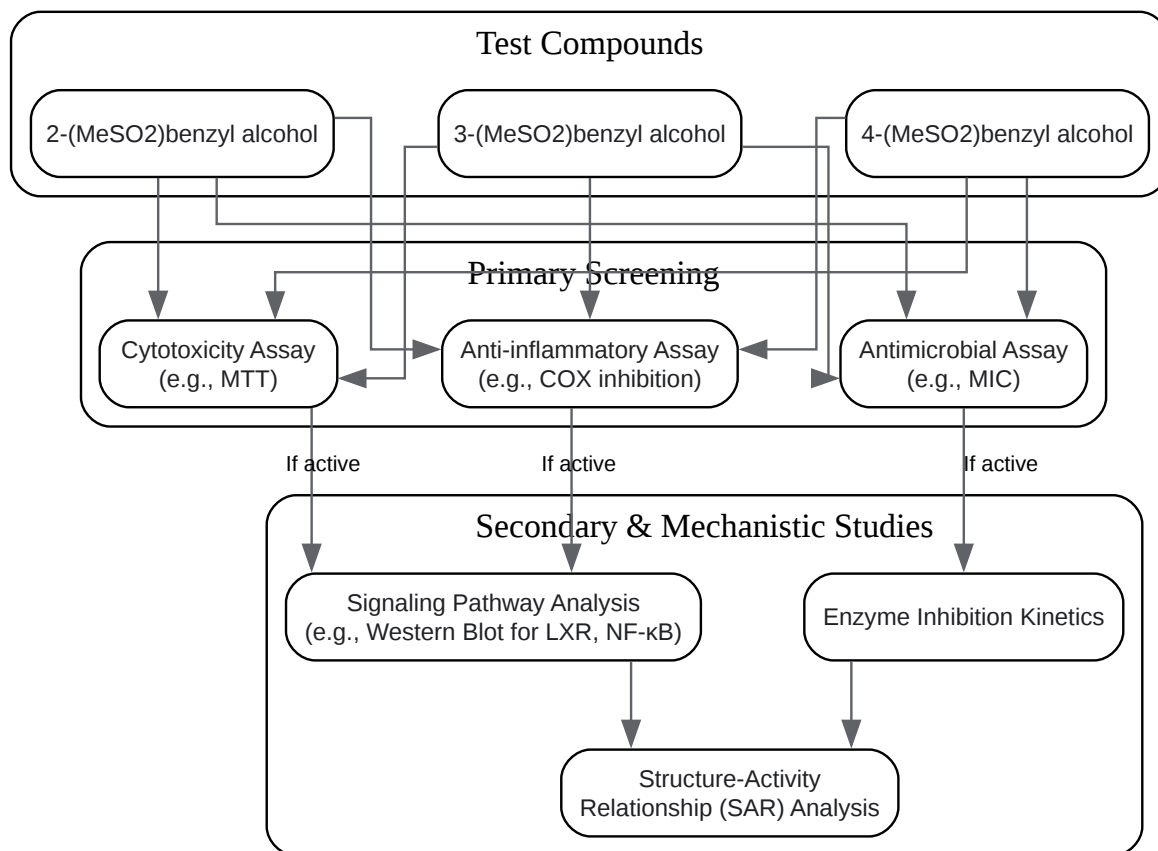 Test Compounds
2-(MeSO2)benzyl alcohol
3-(MeSO2)benzyl alcohol
4-(MeSO2)benzyl alcohol
Primary Screening
Cytotoxicity Assay
(e.g., MTT)
Anti-inflammatory Assay
(e.g., COX inhibition)
Antimicrobial Assay
(e.g., MIC)
If active
If active
If active
Secondary & Mechanistic Studies
Signaling Pathway Analysis
(e.g., Western Blot for LXR, NF-κB)
Enzyme Inhibition Kinetics
Structure-Activity
Relationship (SAR) Analysis